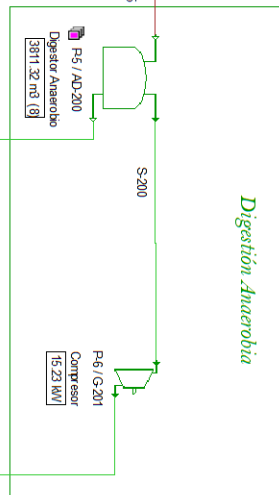 Digestión Anaerobia
P-5 / AD-200
Digestor Anaerobio
3811.32 m3 (8)
S-200
P-6 / G-201
Compresor
15.23 kW